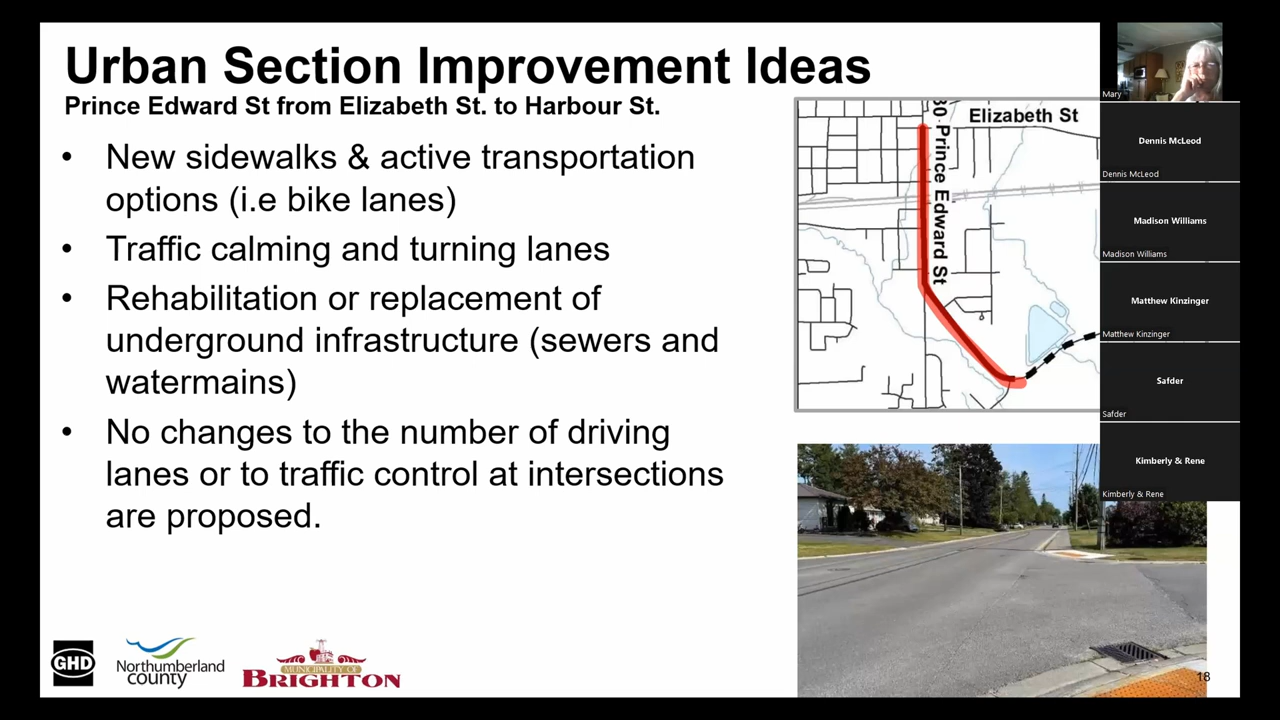 Urban Section Improvement Ideas
Prince Edward St from Elizabeth St. to Harbour St.
• New sidewalks & active transportation
options (i.e bike lanes)
• Traffic calming and turning lanes
• Rehabilitation or replacement of
underground infrastructure (sewers and
watermains)
• No changes to the number of driving
lanes or to traffic control at intersections
are proposed.
Elizabeth St
30 Prince Edward St
GHD
Northumberland
county
MUNICIPALITY OF
BRIGHTON
18
Mary
Dennis McLeod
Dennis McLeod
Madison Williams
Madison Williams
Matthew Kinzinger
Matthew Kinzinger
Safder
Safder
Kimberly & Rene
Kimberly & Rene